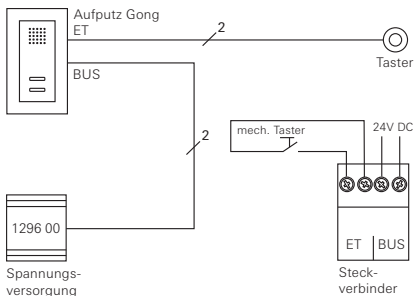 Aufputz Gong
ET
2
Taster
BUS
mech. Taster
24V DC
2
1296 00
ET
BUS
Spannungs-
versorgung
Steck-
verbinder